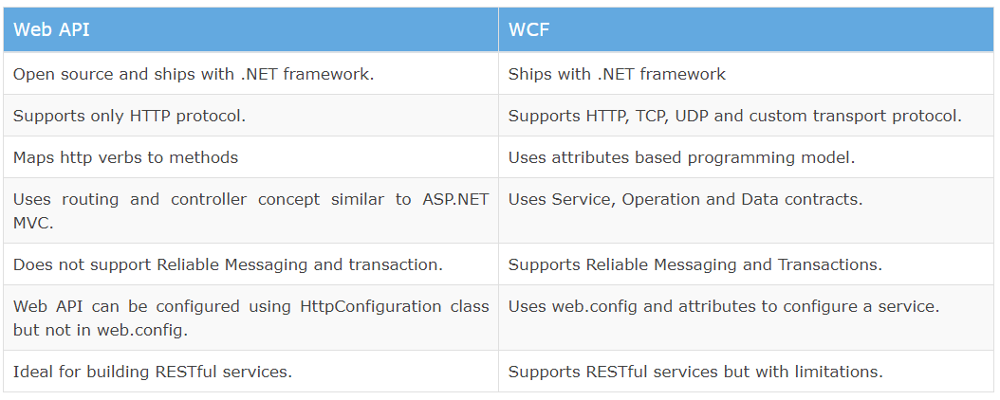 Web API
WCF
Open source and ships with .NET framework.
Ships with .NET framework
Supports only HTTP protocol.
Supports HTTP, TCP, UDP and custom transport protocol.
Maps http verbs to methods
Uses attributes based programming model.
Uses routing and controller concept similar to ASP.NET
MVC.
Uses Service, Operation and Data contracts.
Does not support Reliable Messaging and transaction.
Supports Reliable Messaging and Transactions.
Web API can be configured using HttpConfiguration class
but not in web.config.
Uses web.config and attributes to configure a service.
Ideal for building RESTful services.
Supports RESTful services but with limitations.